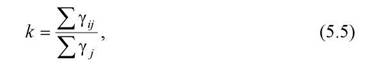 k = ∑γij / ∑γj , (5.5)